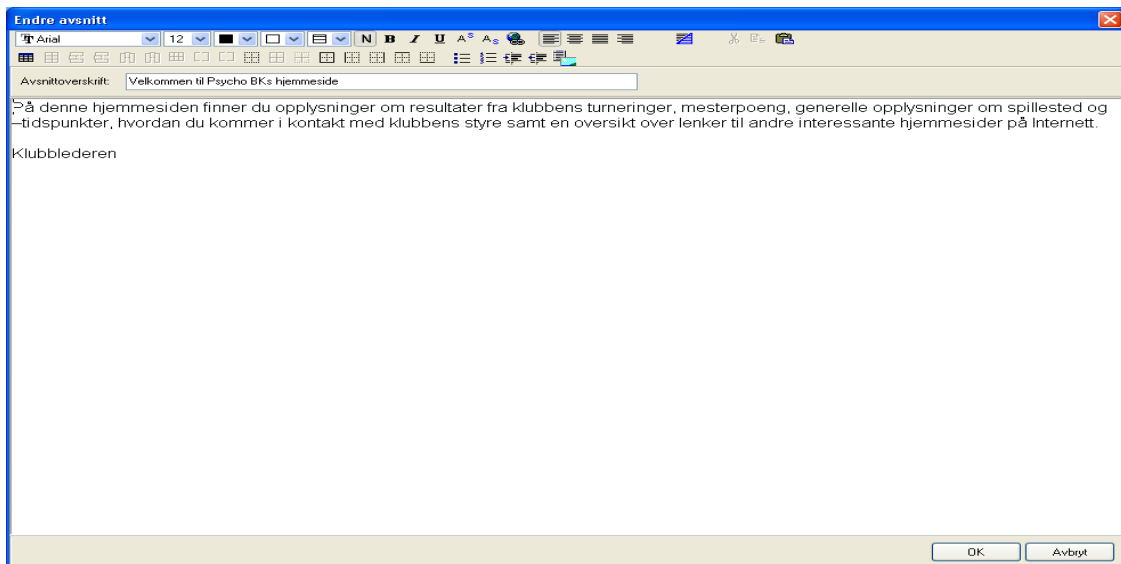 Endre avsnitt
Arial 12 N B I U A^s A_s
Avsnittoverskrift: Velkommen til Psycho BKs hjemmeside
På denne hjemmesiden finner du opplysninger om resultater fra klubbens turneringer, mesterpoeng, generelle opplysninger om spillested og
–tidspunkter, hvordan du kommer i kontakt med klubbens styre samt en oversikt over lenker til andre interessante hjemmesider på Internett.
Klubblederen
OK Avbryt